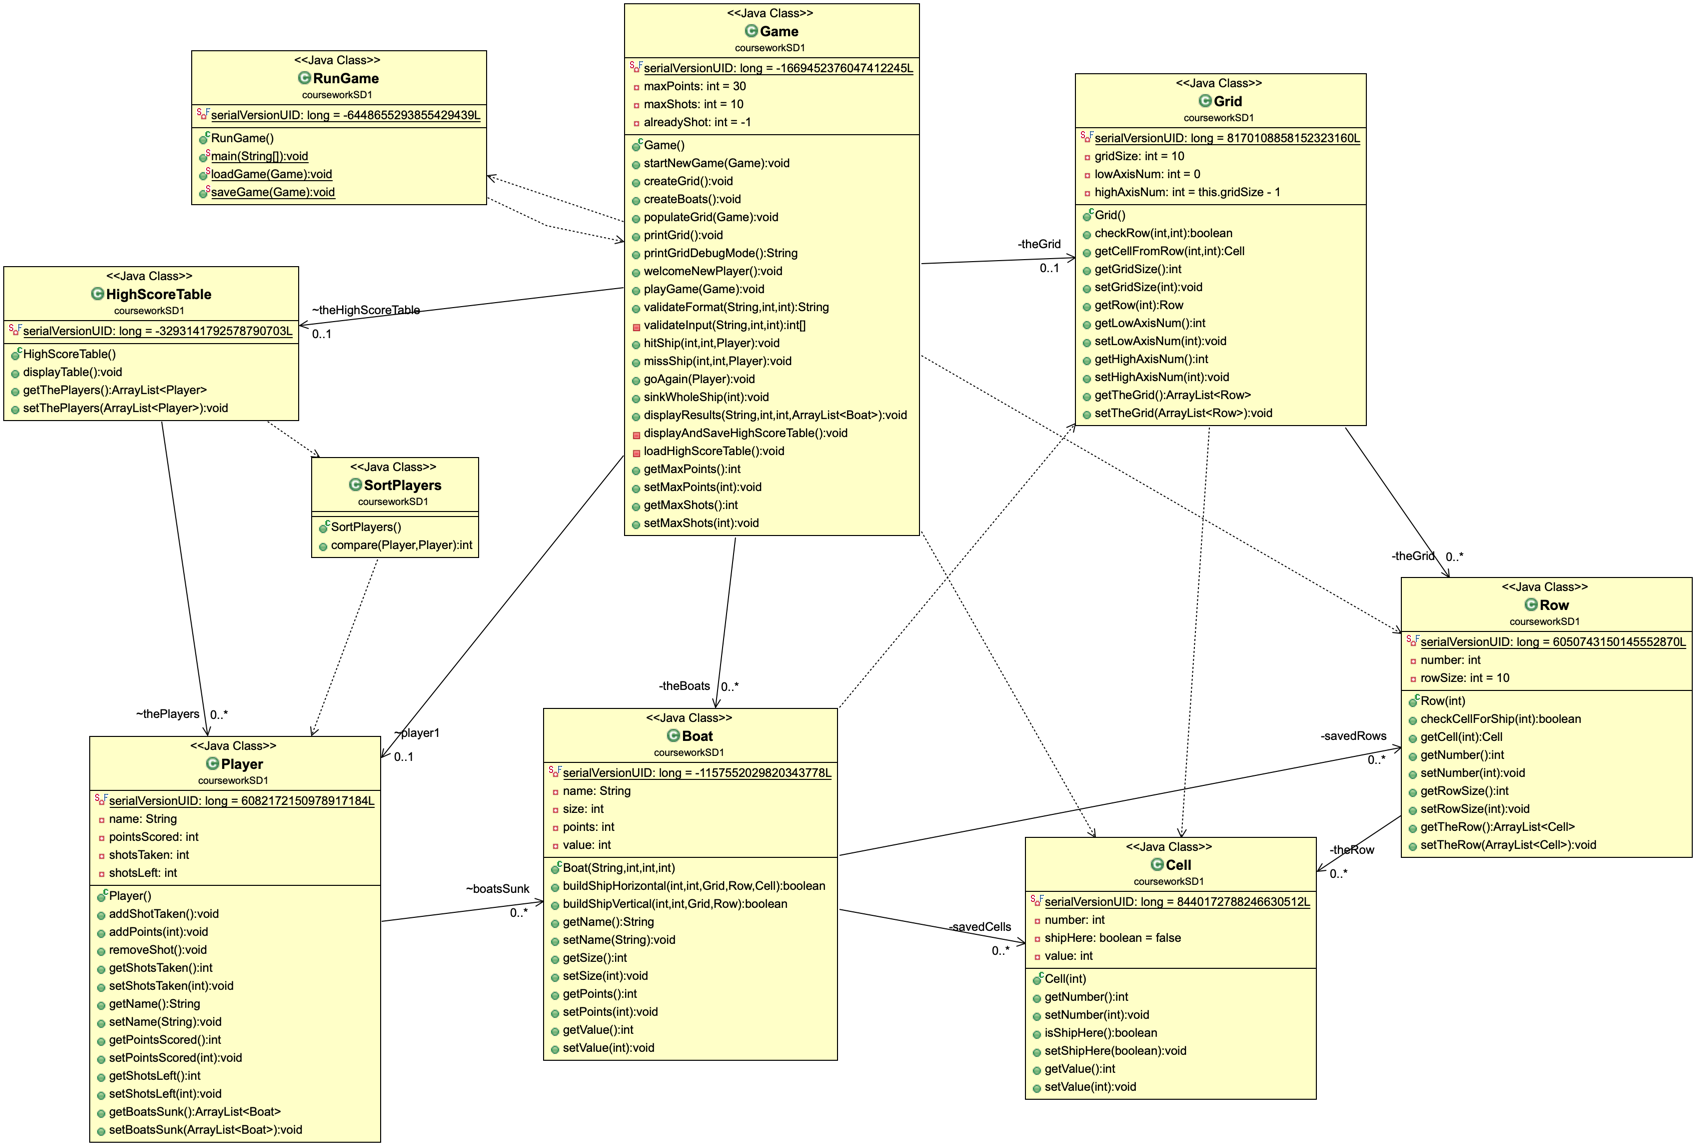 <<Java Class>>
RunGame
courseworkSD1
serialVersionUID: long = -6448655293855429439L
RunGame()
main(String[]):void
loadGame(Game):void
saveGame(Game):void
<<Java Class>>
Game
courseworkSD1
serialVersionUID: long = -1669452376047412245L
maxPoints: int = 30
maxShots: int = 10
alreadyShot: int = -1
Game()
startNewGame(Game):void
createGrid():void
createBoats():void
populateGrid(Game):void
printGrid():void
printGridDebugMode():String
welcomeNewPlayer():void
playGame(Game):void
validateFormat(String,int,int):String
validateInput(String,int,int):int[]
hitShip(int,int,Player):void
missShip(int,int,Player):void
goAgain(Player):void
sinkWholeShip(int):void
displayResults(String,int,int,ArrayList<Boat>):void
displayAndSaveHighScoreTable():void
loadHighScoreTable():void
getMaxPoints():int
setMaxPoints(int):void
getMaxShots():int
setMaxShots(int):void
<<Java Class>>
Grid
courseworkSD1
serialVersionUID: long = 8170108858152323160L
gridSize: int = 10
lowAxisNum: int = 0
highAxisNum: int = this.gridSize - 1
Grid()
checkRow(int,int):boolean
getCellFromRow(int,int):Cell
getGridSize():int
setGridSize(int):void
getRow(int):Row
getLowAxisNum():int
setLowAxisNum(int):void
getHighAxisNum():int
setHighAxisNum(int):void
getTheGrid():ArrayList<Row>
setTheGrid(ArrayList<Row>):void
-theGrid
0..1
~theHighScoreTable
0..1
<<Java Class>>
HighScoreTable
courseworkSD1
serialVersionUID: long = -3293141792578790703L
HighScoreTable()
displayTable():void
getThePlayers():ArrayList<Player>
setThePlayers(ArrayList<Player>):void
<<Java Class>>
SortPlayers
courseworkSD1
SortPlayers()
compare(Player,Player):int
-theGrid
0..*
<<Java Class>>
Row
courseworkSD1
serialVersionUID: long = 6050743150145552870L
number: int
rowSize: int = 10
Row(int)
checkCellForShip(int):boolean
getCell(int):Cell
getNumber():int
setNumber(int):void
getRowSize():int
setRowSize(int):void
getTheRow():ArrayList<Cell>
setTheRow(ArrayList<Cell>):void
~thePlayers
0..*
~player1
0..1
-theBoats
0..*
<<Java Class>>
Player
courseworkSD1
serialVersionUID: long = 6082172150978917184L
name: String
pointsScored: int
shotsTaken: int
shotsLeft: int
Player()
addShotTaken():void
addPoints(int):void
removeShot():void
getShotsTaken():int
setShotsTaken(int):void
getName():String
setName(String):void
getPointsScored():int
setPointsScored(int):void
getShotsLeft():int
setShotsLeft(int):void
getBoatsSunk():ArrayList<Boat>
setBoatsSunk(ArrayList<Boat>):void
~boatsSunk
0..*
<<Java Class>>
Boat
courseworkSD1
serialVersionUID: long = -1157552029820343778L
name: String
size: int
points: int
value: int
Boat(String,int,int,int)
buildShipHorizontal(int,int,Grid,Row,Cell):boolean
buildShipVertical(int,int,Grid,Row):boolean
getName():String
setName(String):void
getSize():int
setSize(int):void
getPoints():int
setPoints(int):void
getValue():int
setValue(int):void
-savedRows
0..*
-savedCells
0..*
-theRow
0..*
<<Java Class>>
Cell
courseworkSD1
serialVersionUID: long = 8440172788246630512L
number: int
shipHere: boolean = false
value: int
Cell(int)
getNumber():int
setNumber(int):void
isShipHere():boolean
setShipHere(boolean):void
getValue():int
setValue(int):void